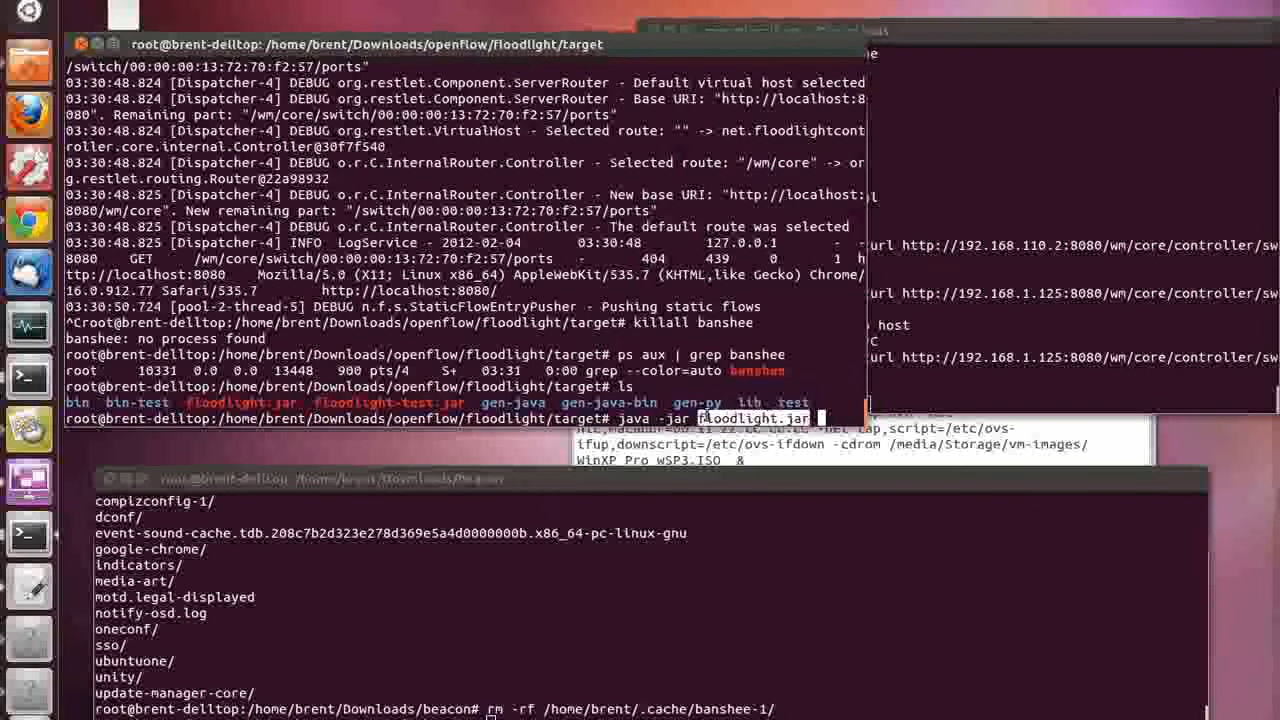 root@brent-delltop: /home/brent/Downloads/openflow/floodlight/target
/switch/00:00:00:13:72:70:f2:57/ports"
03:30:48.824 [Dispatcher-4] DEBUG org.restlet.Component.ServerRouter - Default virtual host selected
03:30:48.824 [Dispatcher-4] DEBUG org.restlet.Component.ServerRouter - Base URI: "http://localhost:8
080". Remaining part: "/wm/core/switch/00:00:00:13:72:70:f2:57/ports"
03:30:48.824 [Dispatcher-4] DEBUG org.restlet.VirtualHost - Selected route: "" -> net.floodlightcont
roller.core.internal.Controller@30f7f540
03:30:48.824 [Dispatcher-4] DEBUG o.r.C.InternalRouter.Controller - Selected route: "/wm/core" -> or
g.restlet.routing.Router@22a98932
03:30:48.825 [Dispatcher-4] DEBUG o.r.C.InternalRouter.Controller - New base URI: "http://localhost:
8080/wm/core". New remaining part: "/switch/00:00:00:13:72:70:f2:57/ports"
03:30:48.825 [Dispatcher-4] DEBUG o.r.C.InternalRouter.Controller - The default route was selected
03:30:48.825 [Dispatcher-4] INFO LogService - 2012-02-04 03:30:48 127.0.0.1 - -
8080 GET /wm/core/switch/00:00:00:13:72:70:f2:57/ports - 404 439 0 1 h
ttp://localhost:8080 Mozilla/5.0 (X11; Linux x86_64) AppleWebKit/535.7 (KHTML,like Gecko) Chrome/
16.0.912.77 Safari/535.7 http://localhost:8080/
03:30:50.724 [pool-2-thread-5] DEBUG n.f.s.StaticFlowEntryPusher - Pushing static flows
^Croot@brent-delltop:/home/brent/Downloads/openflow/floodlight/target# killall banshee
banshee: no process found
root@brent-delltop:/home/brent/Downloads/openflow/floodlight/target# ps aux | grep banshee
root 10331 0.0 0.0 13448 900 pts/4 S+ 03:31 0:00 grep --color=auto banshee
root@brent-delltop:/home/brent/Downloads/openflow/floodlight/target# ls
bin bin-test floodlight.jar floodlight-test.jar gen-java gen-java-bin gen-py lib test
root@brent-delltop:/home/brent/Downloads/openflow/floodlight/target# java -jar floodlight.jar
url http://192.168.110.2:8080/wm/core/controller/sw
url http://192.168.1.125:8080/wm/core/controller/sw
host
url http://192.168.1.125:8080/wm/core/controller/sw
ifup,downscript=/etc/ovs-ifdown -cdrom /media/Storage/vm-images/
WinXP_Pro_wSP3.ISO &
root@brent-delltop: /home/brent/Downloads/beacon
compizconfig-1/
dconf/
event-sound-cache.tdb.208c7b2d323e278d369e5a4d0000000b.x86_64-pc-linux-gnu
google-chrome/
indicators/
media-art/
motd.legal-displayed
notify-osd.log
oneconf/
sso/
ubuntuone/
unity/
update-manager-core/
root@brent-delltop:/home/brent/Downloads/beacon# rm -rf /home/brent/.cache/banshee-1/